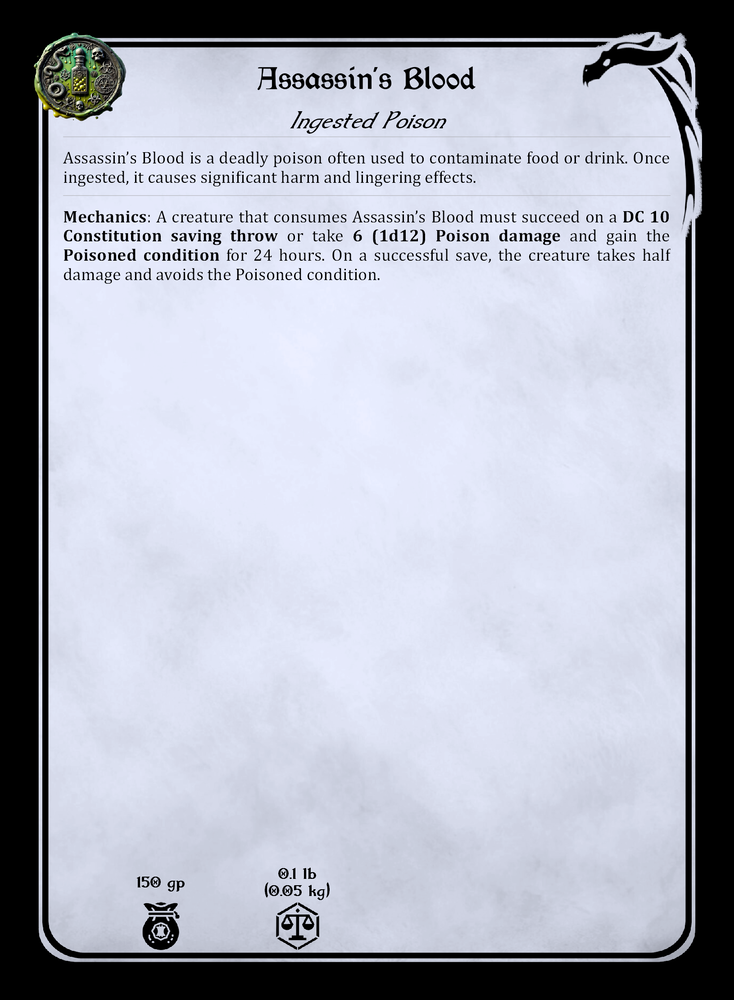 Assassin's Blood
Ingested Poison
Assassin's Blood is a deadly poison often used to contaminate food or drink. Once
ingested, it causes significant harm and lingering effects.
Mechanics: A creature that consumes Assassin's Blood must succeed on a DC 10
Constitution saving throw or take 6 (1d12) Poison damage and gain the
Poisoned condition for 24 hours. On a successful save, the creature takes half
damage and avoids the Poisoned condition.
150 gp
0.1 lb
(0.05 kg)